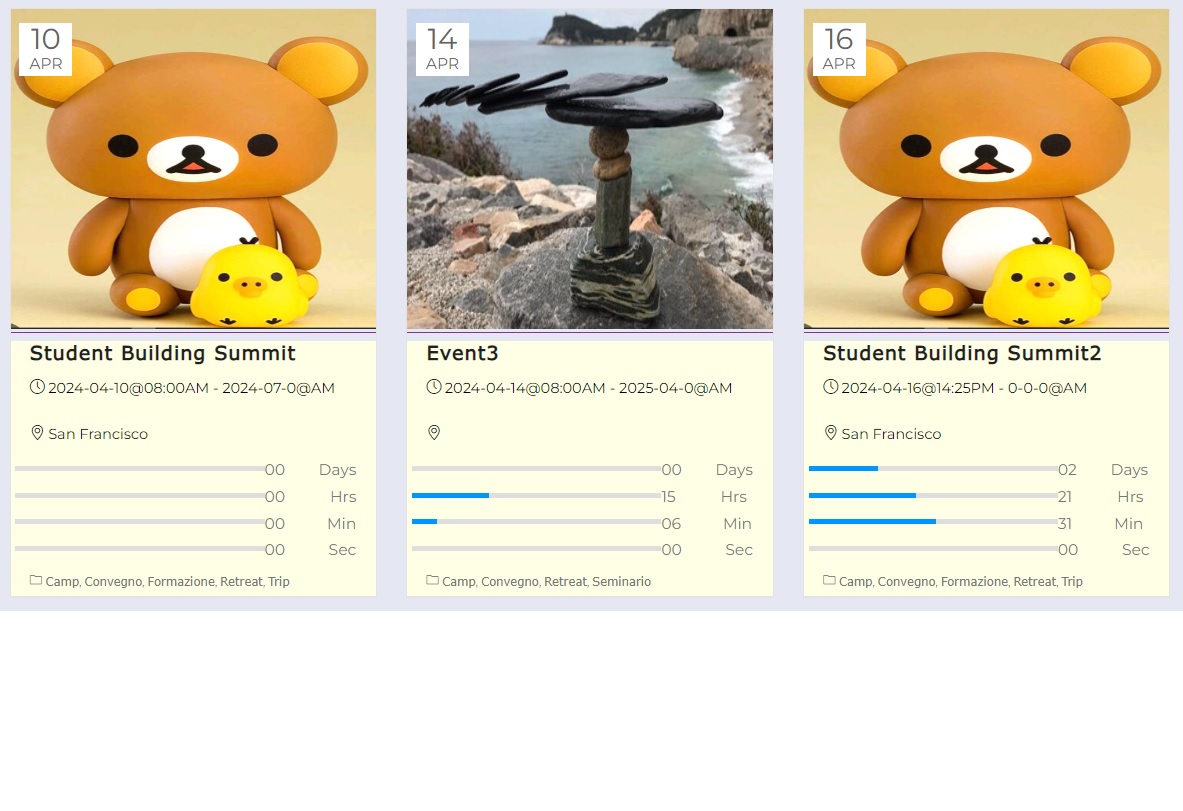 10
APR
Student Building Summit
2024-04-10@08:00AM - 2024-07-0@AM
San Francisco
00 Days
00 Hrs
00 Min
00 Sec
Camp, Convegno, Formazione, Retreat, Trip
14
APR
Event3
2024-04-14@08:00AM - 2025-04-0@AM
00 Days
15 Hrs
06 Min
00 Sec
Camp, Convegno, Retreat, Seminario
16
APR
Student Building Summit2
2024-04-16@14:25PM - 0-0-0@AM
San Francisco
02 Days
21 Hrs
31 Min
00 Sec
Camp, Convegno, Formazione, Retreat, Trip